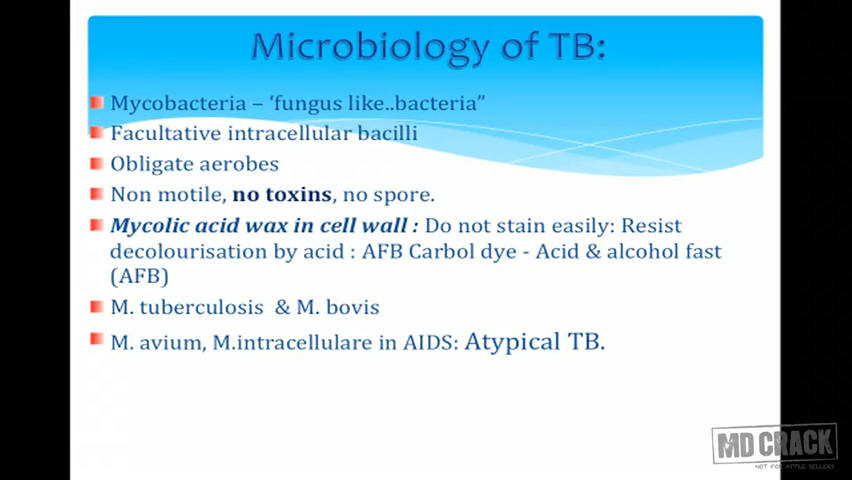 Microbiology of TB:
Mycobacteria – ‘fungus like..bacteria”
Facultative intracellular bacilli
Obligate aerobes
Non motile, no toxins, no spore.
Mycolic acid wax in cell wall : Do not stain easily: Resist
decolourisation by acid : AFB Carbol dye - Acid & alcohol fast
(AFB)
M. tuberculosis & M. bovis
M. avium, M.intracellulare in AIDS: Atypical TB.
MD CRACK
NOT FOR APPLE SELLERS